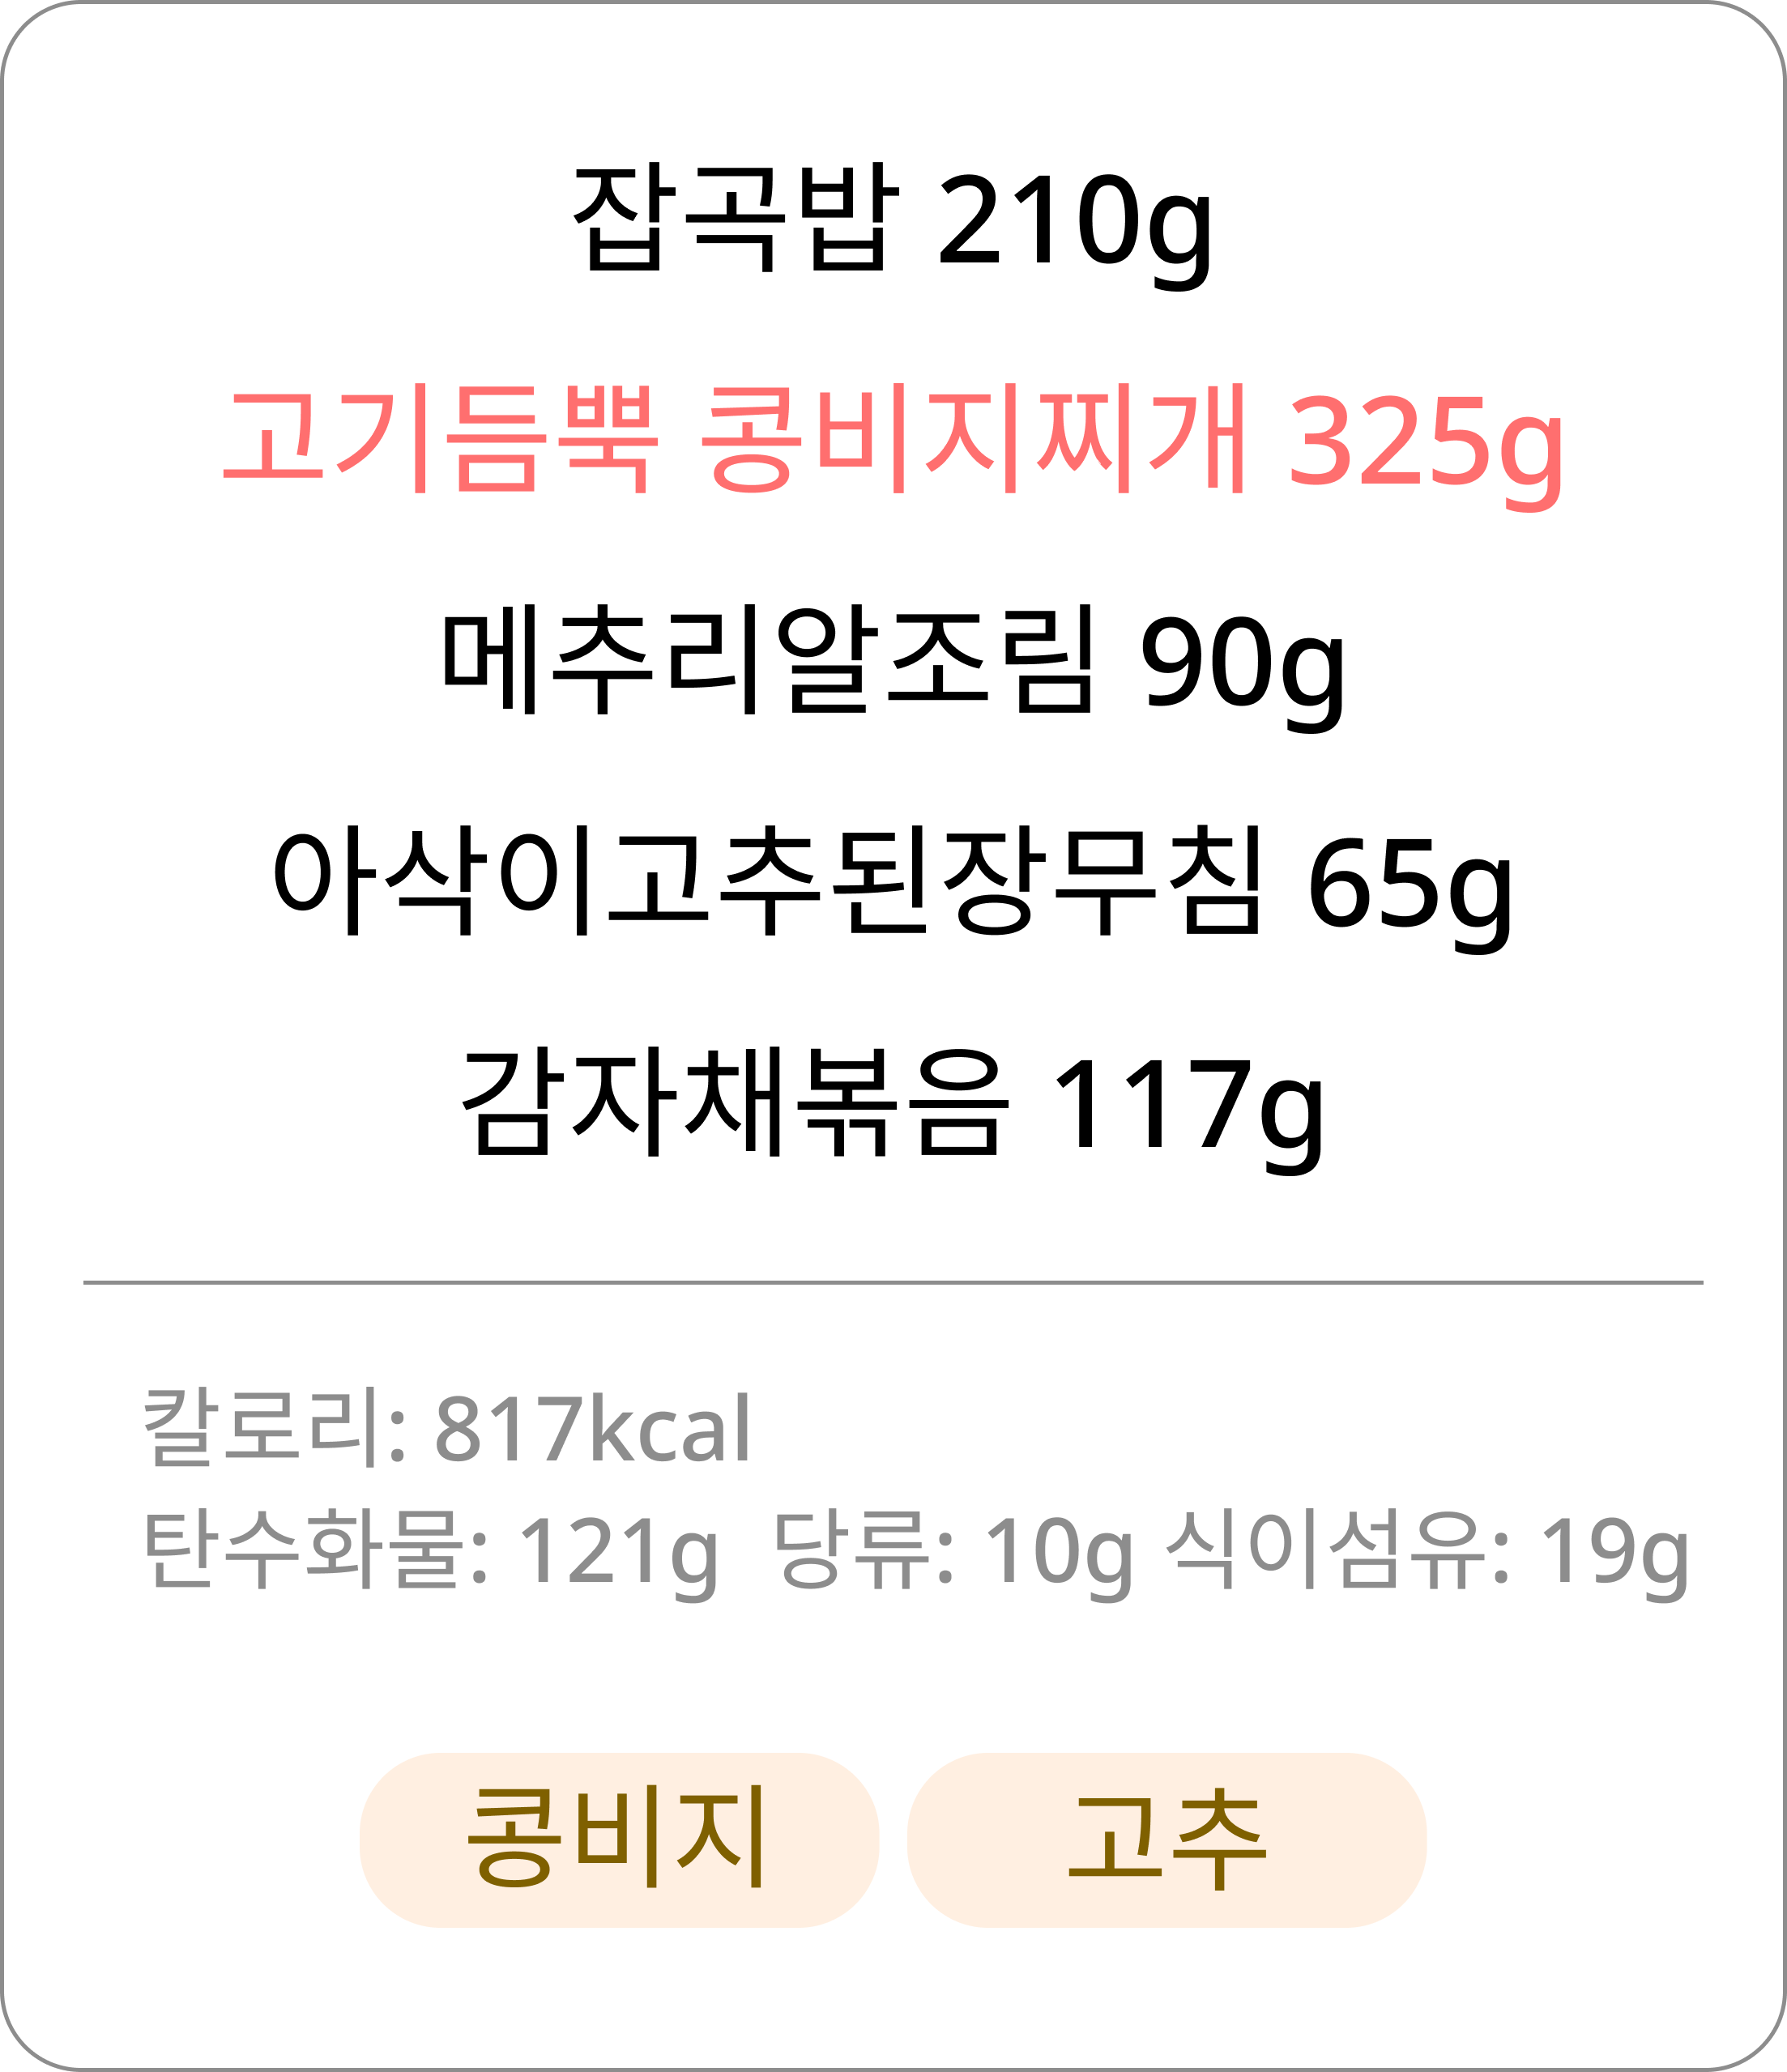 잡곡밥 210g
고기듬뿍 콩비지찌개 325g
메추리알조림 90g
아삭이고추된장무침 65g
감자채볶음 117g
칼로리: 817kcal
탄수화물: 121g 당류: 10g 식이섬유: 19g
콩비지 고추